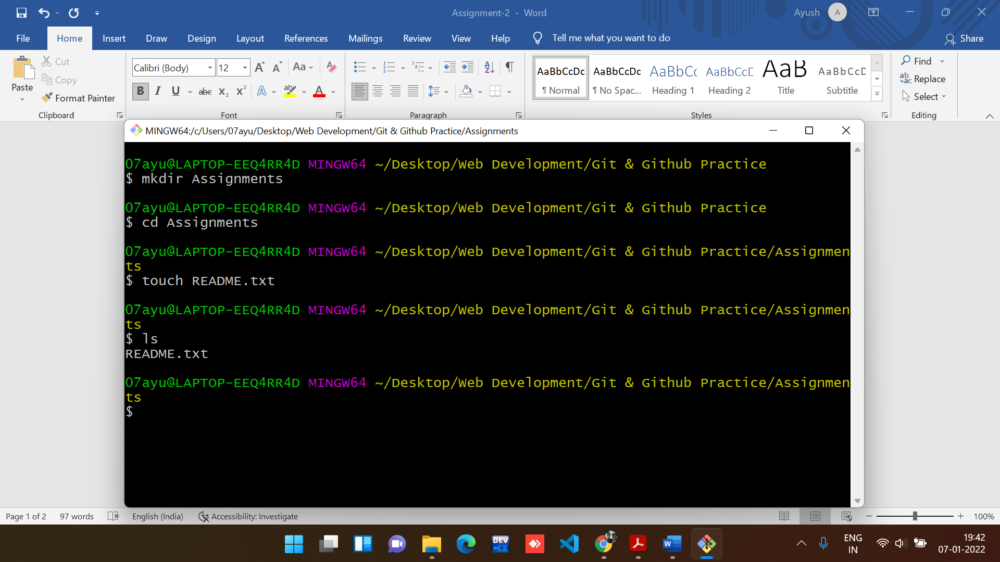 Assignment-2 - Word
Ayush A
File Home Insert Draw Design Layout References Mailings Review View Help Tell me what you want to do Share
Paste Cut Copy Format Painter Clipboard
Calibri (Body) 12 A A Aa A
B I U abc X2 X2 A ab A
Font
Paragraph
AaBbCcDc ¶ Normal
AaBbCcDc ¶ No Spac...
AaBbCc Heading 1
AaBbCcD Heading 2
AaB Title
AaBbCcD Subtitle
Styles
Find
Replace
Select
Editing
MINGW64:/c/Users/07ayu/Desktop/Web Development/Git & Github Practice/Assignments
07ayu@LAPTOP-EEQ4RR4D MINGW64 ~/Desktop/Web Development/Git & Github Practice
$ mkdir Assignments
07ayu@LAPTOP-EEQ4RR4D MINGW64 ~/Desktop/Web Development/Git & Github Practice
$ cd Assignments
07ayu@LAPTOP-EEQ4RR4D MINGW64 ~/Desktop/Web Development/Git & Github Practice/Assignmen
ts
$ touch README.txt
07ayu@LAPTOP-EEQ4RR4D MINGW64 ~/Desktop/Web Development/Git & Github Practice/Assignmen
ts
$ ls
README.txt
07ayu@LAPTOP-EEQ4RR4D MINGW64 ~/Desktop/Web Development/Git & Github Practice/Assignmen
ts
$
Page 1 of 2 97 words English (India) Accessibility: Investigate 100%
DEV C++
W
ENG
IN
19:42
07-01-2022